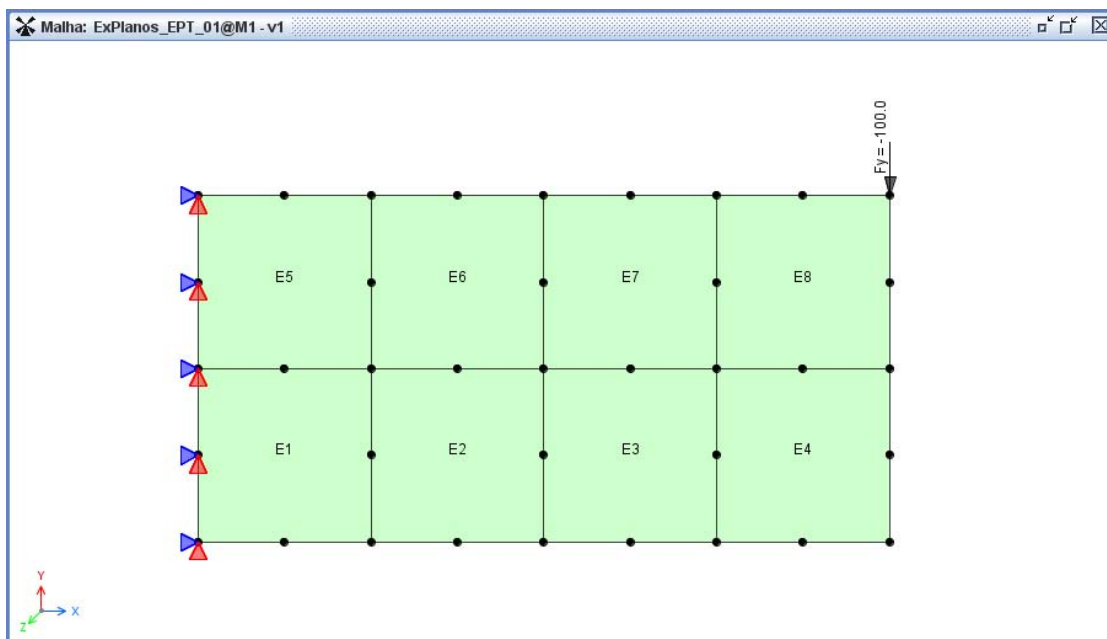 Malha: ExPlanos_EPT_01@M1 - v1
Fy = -100.0
E5 E6 E7 E8
E1 E2 E3 E4
Y
X
Z